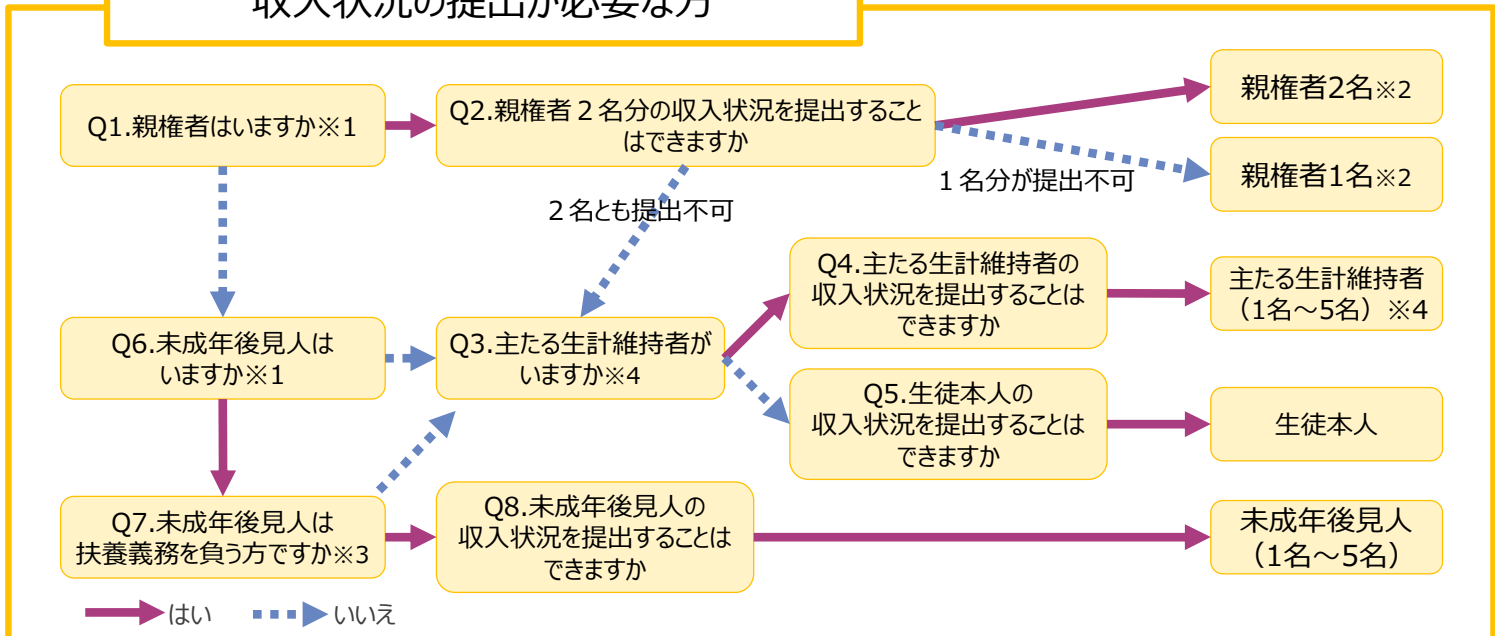 収入状況の提出が必要な方
Q1.親権者はいますか※1
Q2.親権者２名分の収入状況を提出すること
はできますか
親権者2名※2
１名分が提出不可
親権者1名※2
２名とも提出不可
Q4.主たる生計維持者の
収入状況を提出することは
できますか
主たる生計維持者
（1名～5名）※4
Q6.未成年後見人は
いますか※1
Q3.主たる生計維持者が
いますか※4
Q5.生徒本人の
収入状況を提出することは
できますか
生徒本人
Q7.未成年後見人は
扶養義務を負う方ですか※3
Q8.未成年後見人の
収入状況を提出することは
できますか
未成年後見人
（1名～5名）
はい
いいえ